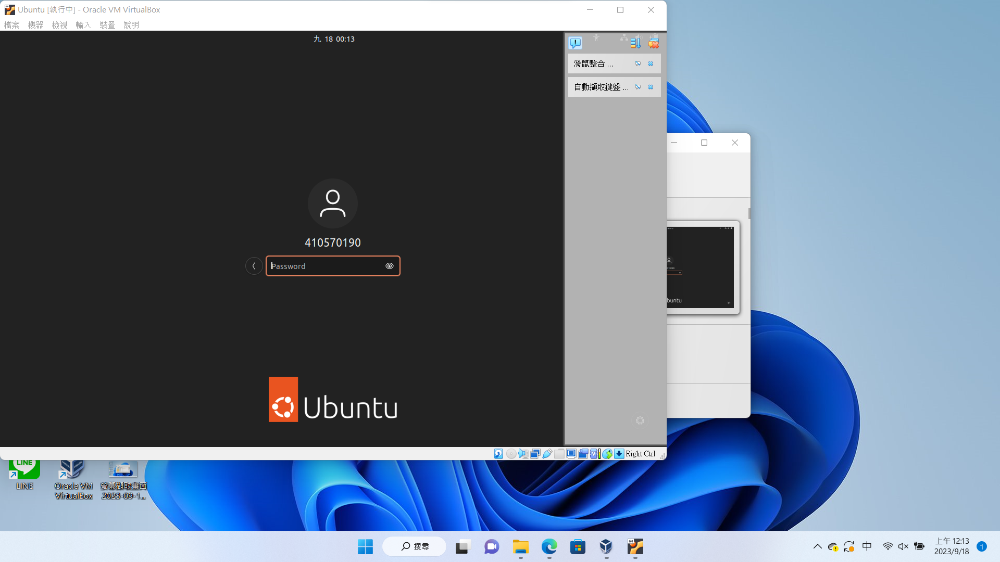 Ubuntu [執行中] - Oracle VM VirtualBox
檔案 機器 檢視 輸入 裝置 說明
九 18 00:13
滑鼠整合 ...
自動擷取鍵盤 ...
410570190
Password
Ubuntu
buntu
Right Ctrl
LINE
LINE
Oracle VM
VirtualBox
螢幕擷取畫面
2023-09-1...
搜尋
64
中
上午 12:13
2023/9/18
1